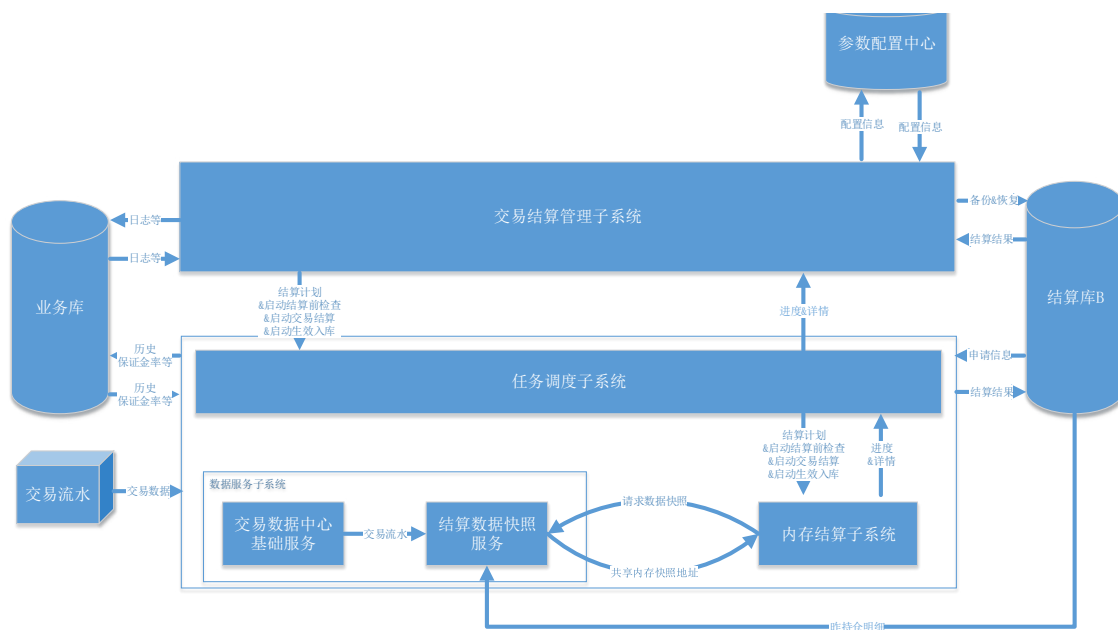 参数配置中心
配置信息
配置信息
交易结算管理子系统
备份&恢复
日志等
结算结果
日志等
业务库
结算库B
结算计划
&启动结算前检查
&启动交易结算
&启动生效入库
进度&详情
历史
保证金率等
申请信息
任务调度子系统
历史
保证金率等
结算结果
结算计划
&启动结算前检查
&启动交易结算
&启动生效入库
进度
&详情
交易流水
交易数据
数据服务子系统
请求数据快照
交易数据中心
基础服务
交易流水
结算数据快照
服务
内存结算子系统
共享内存快照地址
昨持仓明细